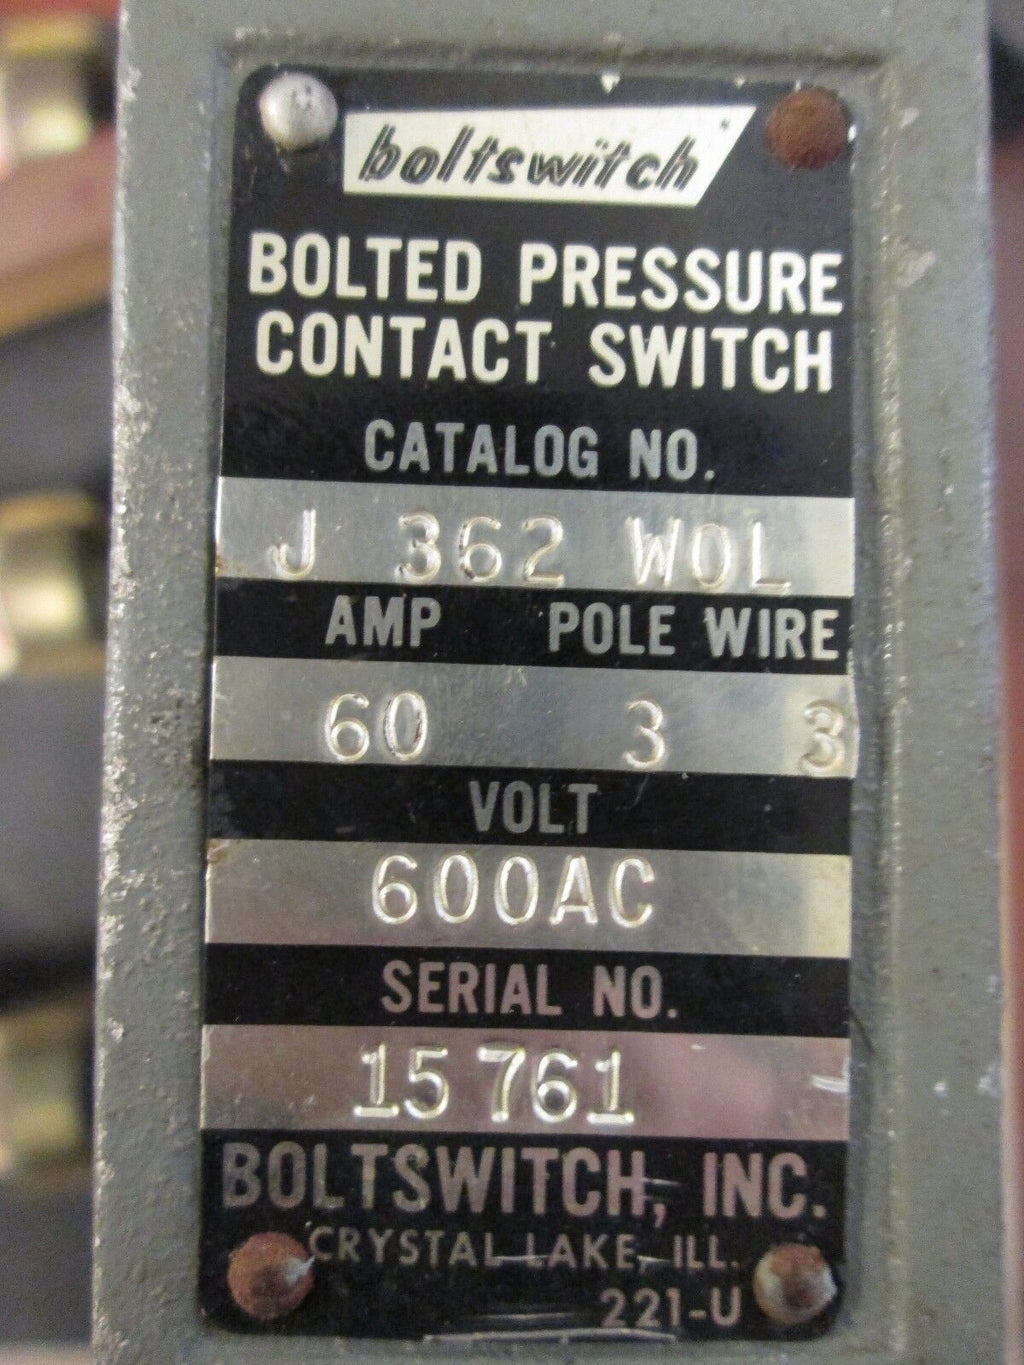 boltswitch
BOLTED PRESSURE
CONTACT SWITCH
CATALOG NO.
J 362 WOL
AMP POLE WIRE
60 3 3
VOLT
600AC
SERIAL NO.
15761
BOLTSWITCH, INC.
CRYSTAL LAKE, ILL.
221-U